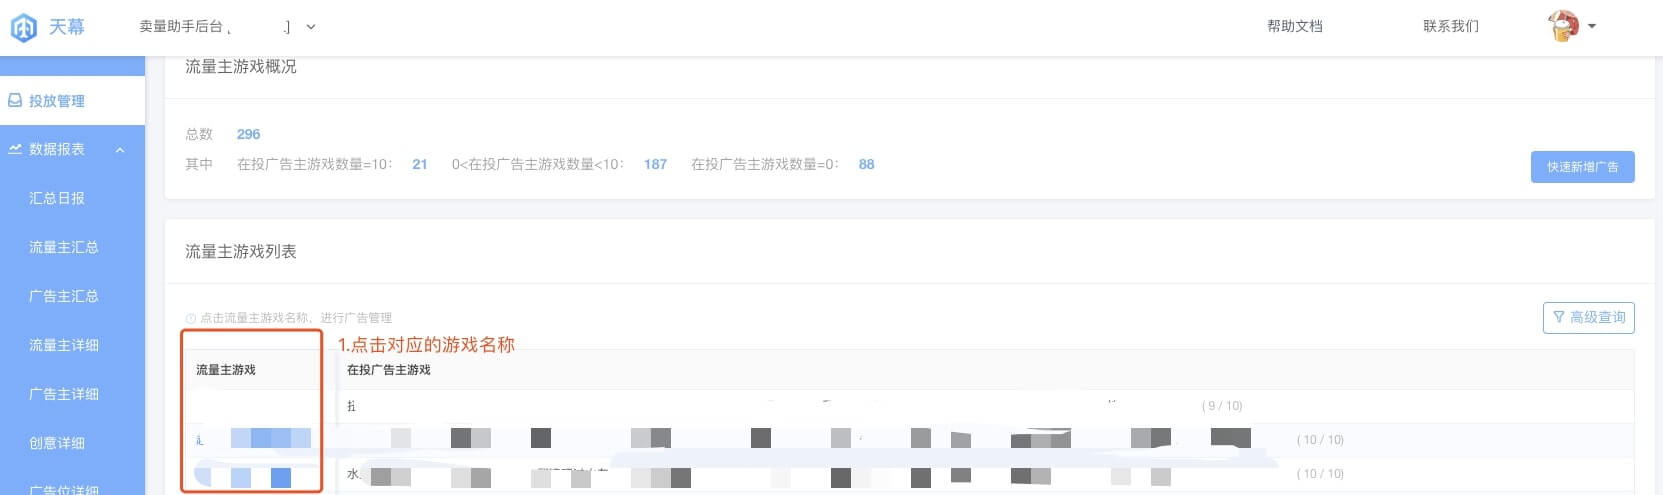 天幕
卖量助手后台
帮助文档
联系我们
流量主游戏概况
投放管理
数据报表
汇总日报
流量主汇总
广告主汇总
流量主详细
广告主详细
创意详细
广告位详细
总数 296
其中 在投广告主游戏数量=10： 21 0<在投广告主游戏数量<10： 187 在投广告主游戏数量=0： 88
快速新增广告
流量主游戏列表
点击流量主游戏名称，进行广告管理
高级查询
1.点击对应的游戏名称
流量主游戏 在投广告主游戏
( 9 / 10)
( 10 / 10)
水
( 10 / 10)